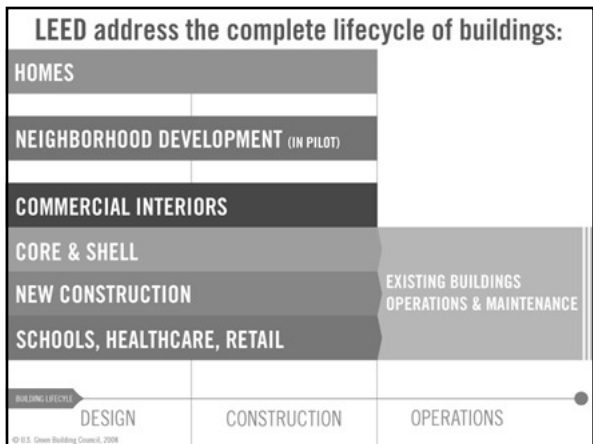 LEED address the complete lifecycle of buildings:
HOMES
NEIGHBORHOOD DEVELOPMENT (IN PILOT)
COMMERCIAL INTERIORS
CORE & SHELL
NEW CONSTRUCTION
SCHOOLS, HEALTHCARE, RETAIL
EXISTING BUILDINGS
OPERATIONS & MAINTENANCE
BUILDING LIFECYLE
DESIGN CONSTRUCTION OPERATIONS
© U.S. Green Building Council, 2008